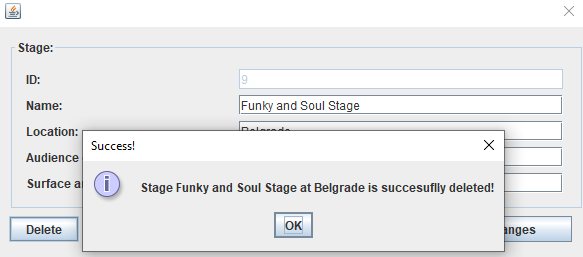 Stage:
ID:
9
Name:
Funky and Soul Stage
Location:
Belgrade
Success!
Audience
Stage Funky and Soul Stage at Belgrade is succesuflly deleted!
Surface a
Delete
OK
anges